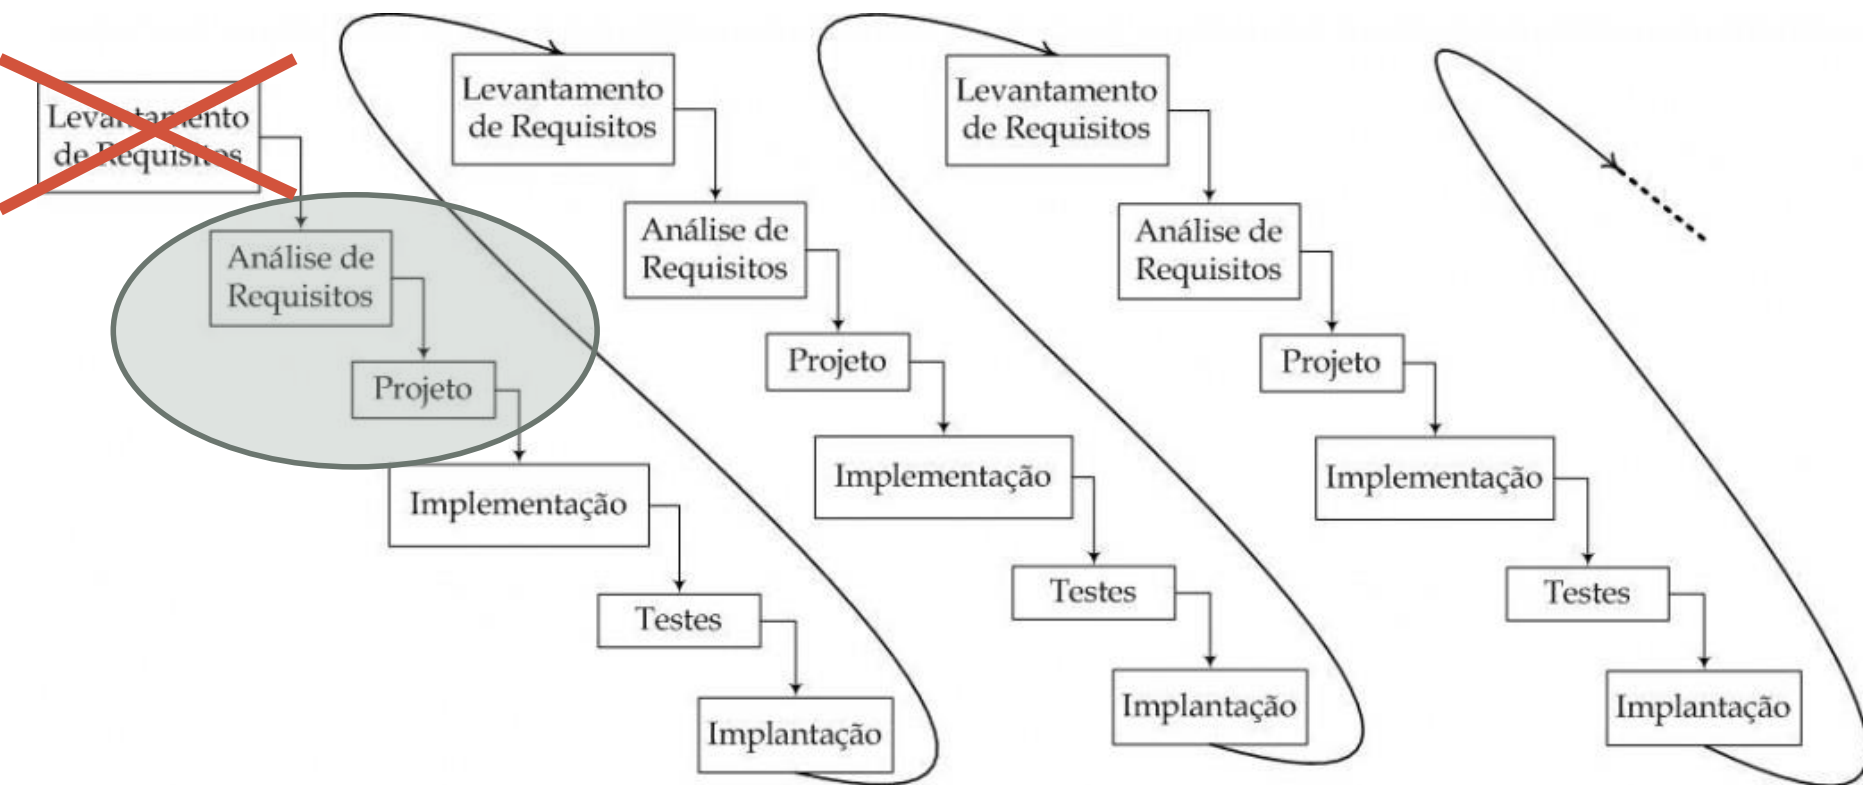 Levantamento
de Requisitos
Análise de
Requisitos
Projeto
Implementação
Testes
Implantação
Levantamento
de Requisitos
Análise de
Requisitos
Projeto
Implementação
Testes
Implantação
Levantamento
de Requisitos
Análise de
Requisitos
Projeto
Implementação
Testes
Implantação